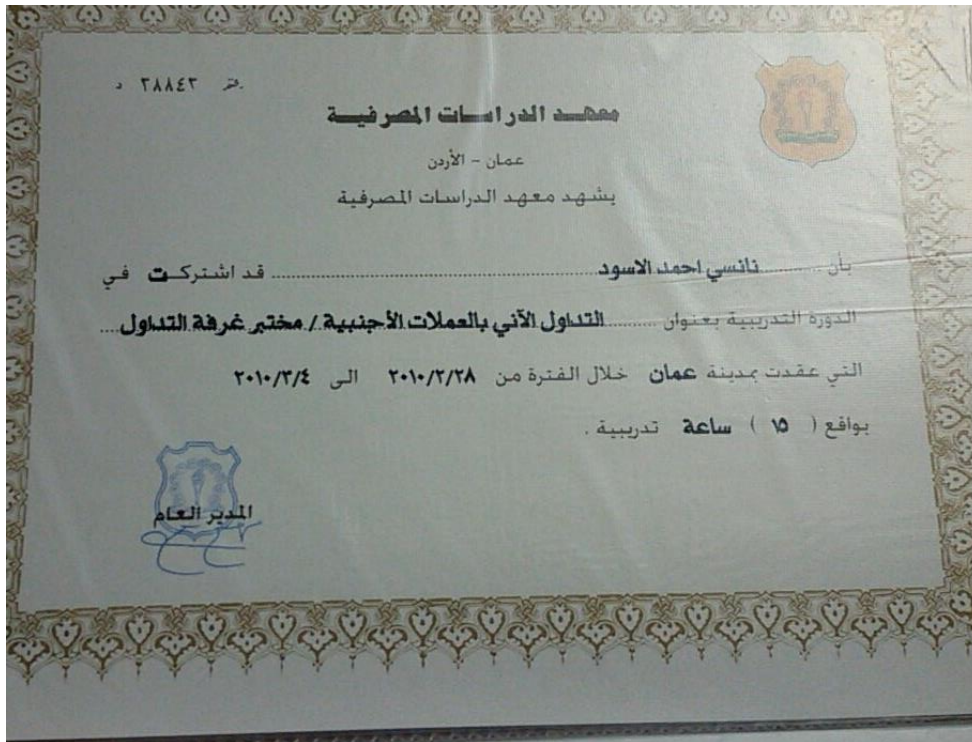 رقم ٢٨٨٤٣ د
معهد الدراسات المصرفية
عمان - الأردن
يشهد معهد الدراسات المصرفية
بأن ............ نانسي احمد الاسود ............ قد اشتركت في
الدورة التدريبية بعنوان ......... التداول الآني بالعملات الأجنبية / مختبر غرفة التداول ....
التي عقدت بمدينة عمان خلال الفترة من ٢٠١٠/٢/٢٨ الى ٢٠١٠/٣/٤
بواقع ( ١٥ ) ساعة تدريبية .
المدير العام